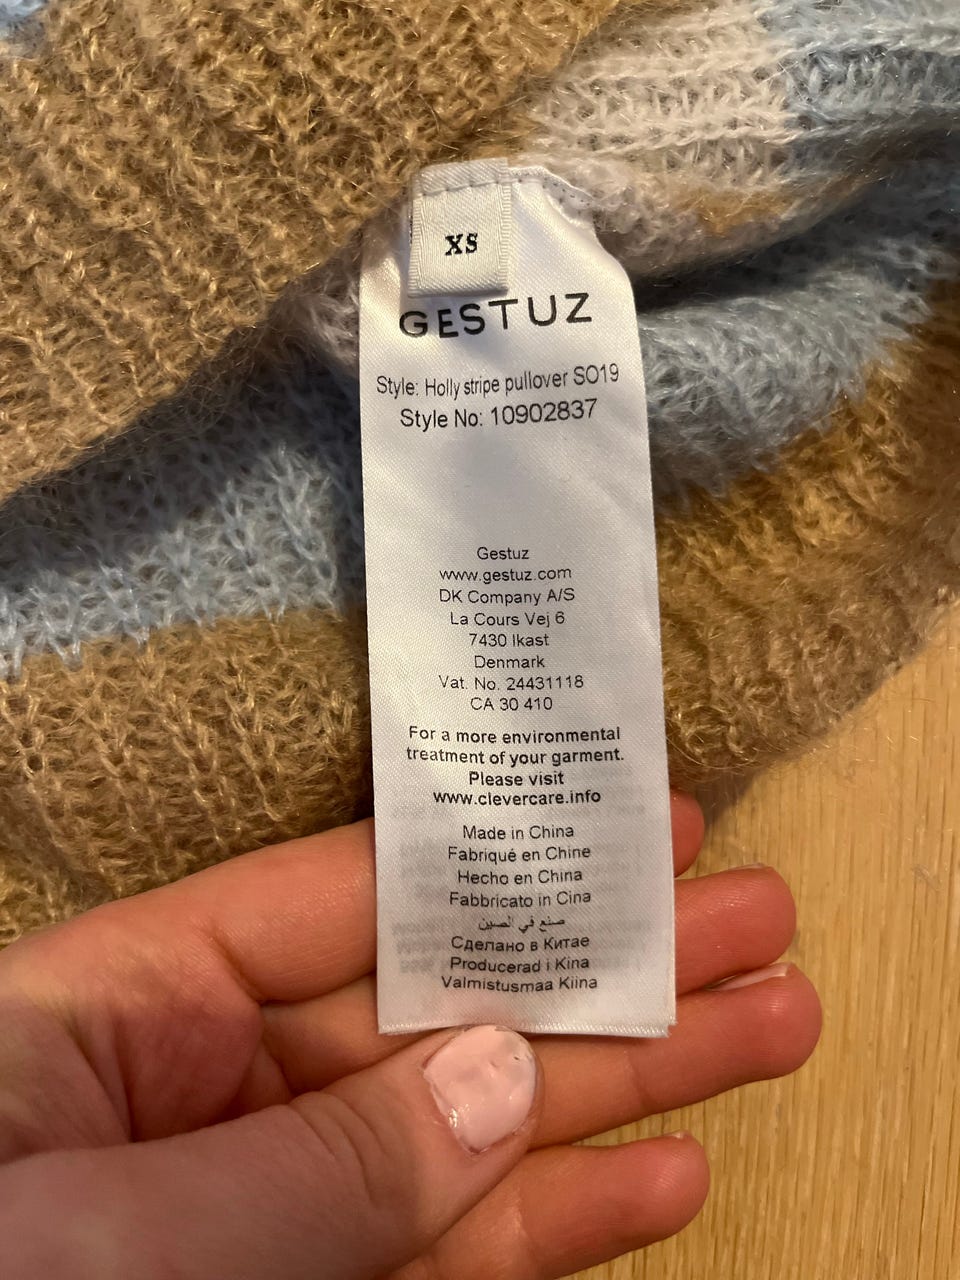 XS
GESTUZ
Style: Holly stripe pullover SO19
Style No: 10902837
Gestuz
www.gestuz.com
DK Company A/S
La Cours Vej 6
7430 Ikast
Denmark
Vat. No. 24431118
CA 30 410
For a more environmental
treatment of your garment.
Please visit
www.clevercare.info
Made in China
Fabriqué en Chine
Hecho en China
Fabbricato in Cina
صنع في الصين
Сделано в Китае
Producerad i Kina
Valmistusmaa Kiina